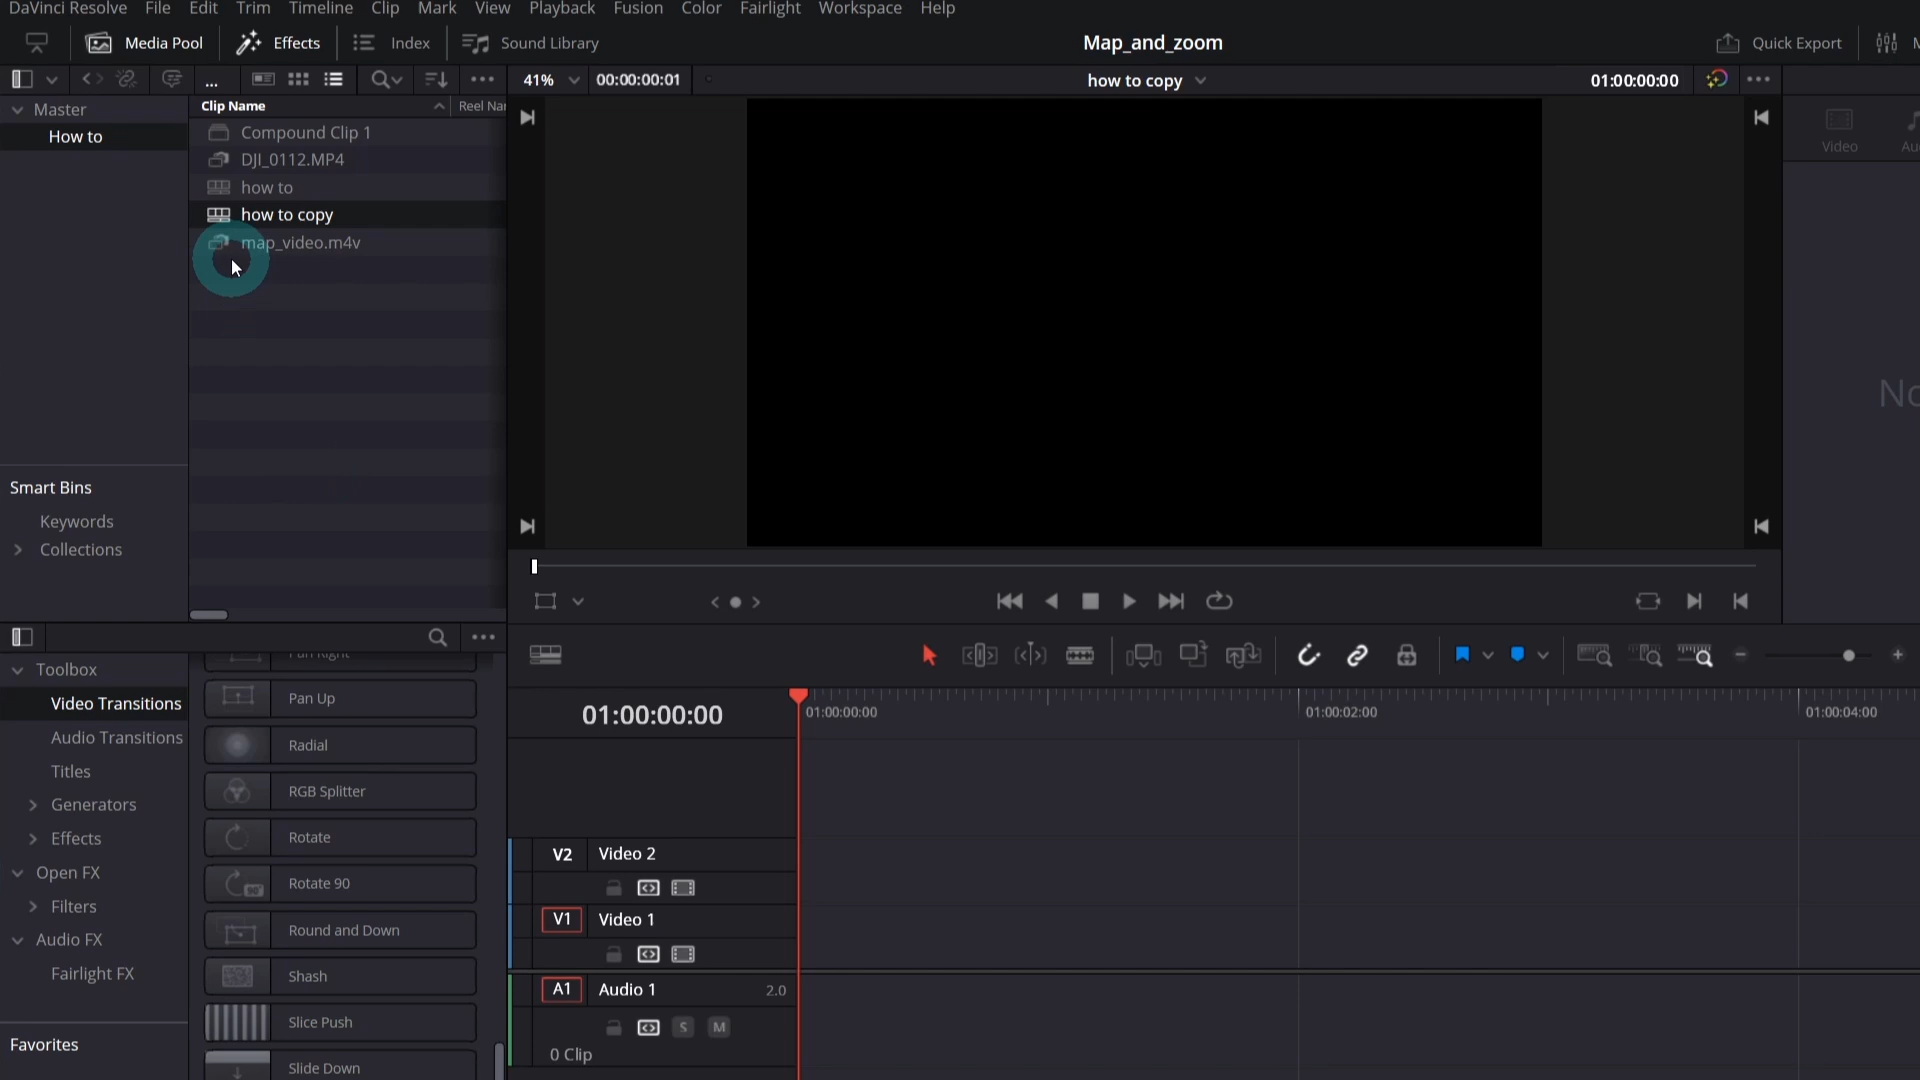 DaVinci Resolve File Edit Trim Timeline Clip Mark View Playback Fusion Color Fairlight Workspace Help
Media Pool Effects Index Sound Library Map_and_zoom Quick Export
... 41% 00:00:00:01 how to copy 01:00:00:00
Master
How to
Clip Name
Compound Clip 1
DJI_0112.MP4
how to
how to copy
map_video.m4v
Video
Smart Bins
Keywords
Collections
Toolbox
Video Transitions
Audio Transitions
Titles
Generators
Effects
Open FX
Filters
Audio FX
Fairlight FX
Favorites
Pan Right
Pan Up
Radial
RGB Splitter
Rotate
Rotate 90
Round and Down
Shash
Slice Push
Slide Down
01:00:00:00
01:00:00:00 01:00:02:00 01:00:04:00
V2 Video 2
V1 Video 1
A1 Audio 1 2.0
S M
0 Clip